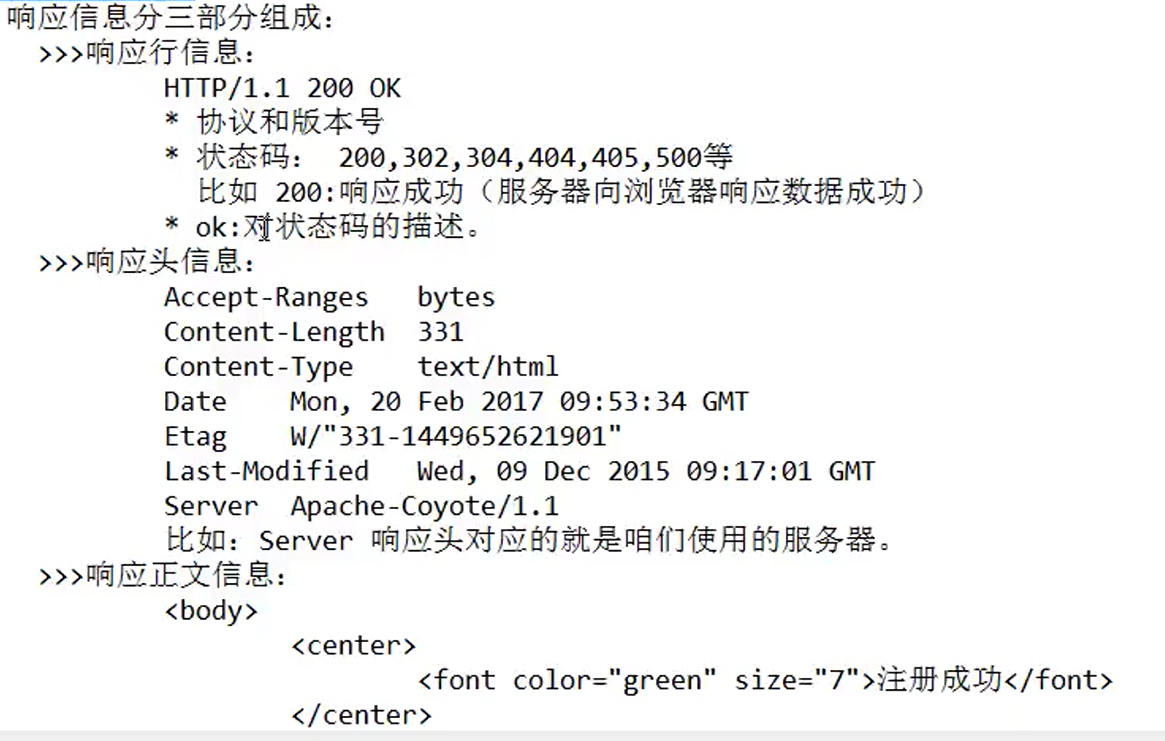 响应信息分三部分组成：
>>>响应行信息：
HTTP/1.1 200 OK
* 协议和版本号
* 状态码： 200,302,304,404,405,500等
比如 200:响应成功（服务器向浏览器响应数据成功）
* ok:对状态码的描述。
>>>响应头信息：
Accept-Ranges bytes
Content-Length 331
Content-Type text/html
Date Mon, 20 Feb 2017 09:53:34 GMT
Etag W/"331-1449652621901"
Last-Modified Wed, 09 Dec 2015 09:17:01 GMT
Server Apache-Coyote/1.1
比如：Server 响应头对应的就是咱们使用的服务器。
>>>响应正文信息：
<body>
<center>
<font color="green" size="7">注册成功</font>
</center>